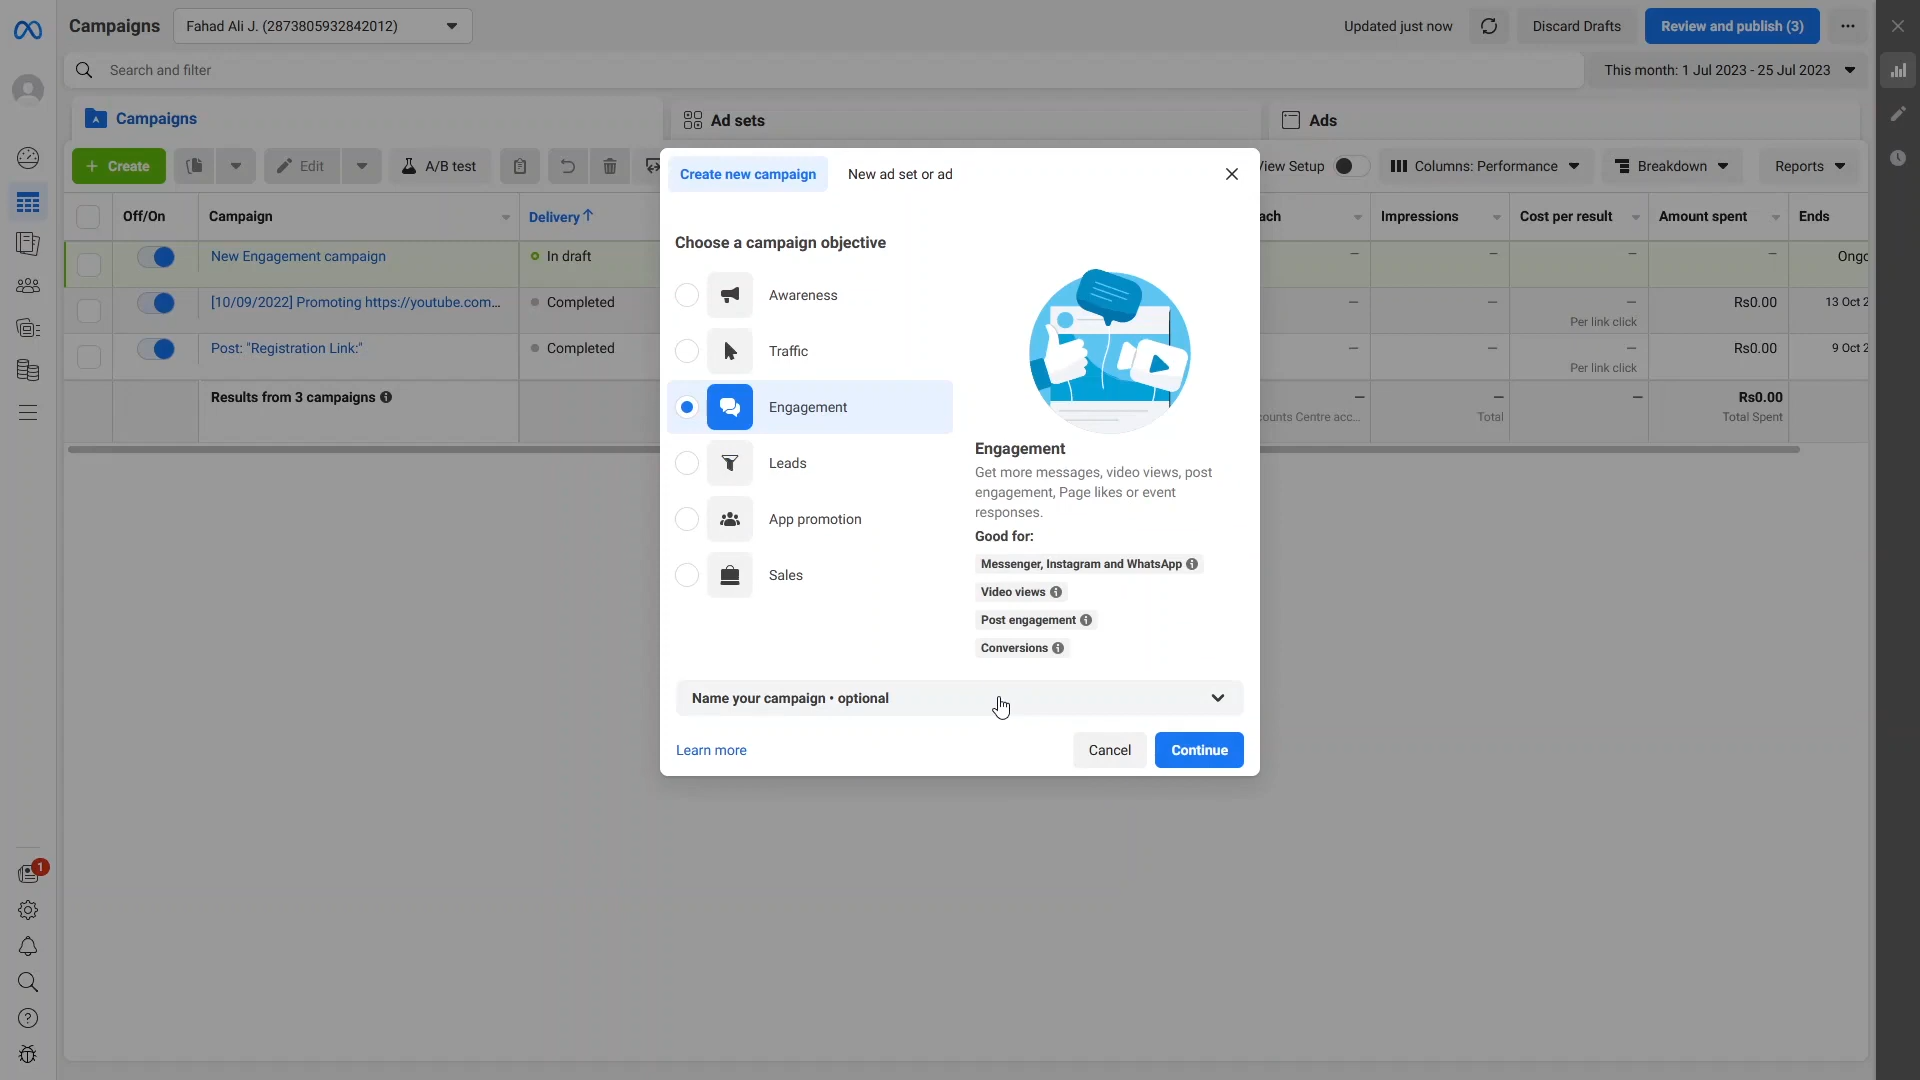 Campaigns
Fahad Ali J. (2873805932842012)
Updated just now
Discard Drafts
Review and publish (3)
Search and filter
This month: 1 Jul 2023 - 25 Jul 2023
Campaigns
Ad sets
Ads
+ Create
Edit
A/B test
View Setup
Columns: Performance
Breakdown
Reports
Off/On
Campaign
Delivery ↑
ach
Impressions
Cost per result
Amount spent
Ends
New Engagement campaign
In draft
—
—
—
—
Ongo
[10/09/2022] Promoting https://youtube.com...
Completed
—
—
—
Per link click
Rs0.00
13 Oct 2
Post: "Registration Link:"
Completed
—
—
—
Per link click
Rs0.00
9 Oct 2
Results from 3 campaigns
—
ounts Centre acc...
—
Total
—
Rs0.00
Total Spent
Create new campaign
New ad set or ad
Choose a campaign objective
Awareness
Traffic
Engagement
Leads
App promotion
Sales
Engagement
Get more messages, video views, post
engagement, Page likes or event
responses.
Good for:
Messenger, Instagram and WhatsApp
Video views
Post engagement
Conversions
Name your campaign • optional
Learn more
Cancel
Continue
1